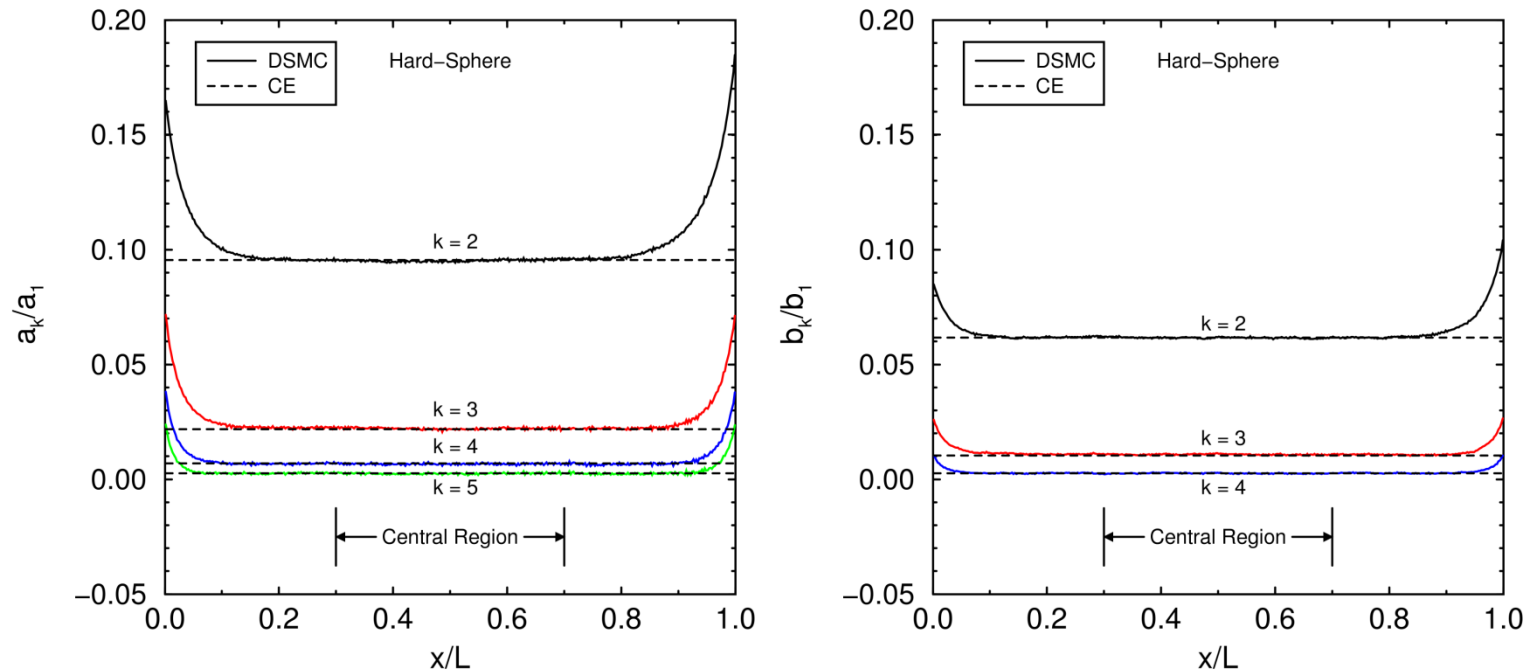 0.20
0.15
0.10
0.05
0.00
−0.05
a_k/a_1
DSMC
CE
Hard−Sphere
k = 2
k = 3
k = 4
k = 5
Central Region
0.0 0.2 0.4 0.6 0.8 1.0
x/L
0.20
0.15
0.10
0.05
0.00
−0.05
b_k/b_1
DSMC
CE
Hard−Sphere
k = 2
k = 3
k = 4
Central Region
0.0 0.2 0.4 0.6 0.8 1.0
x/L